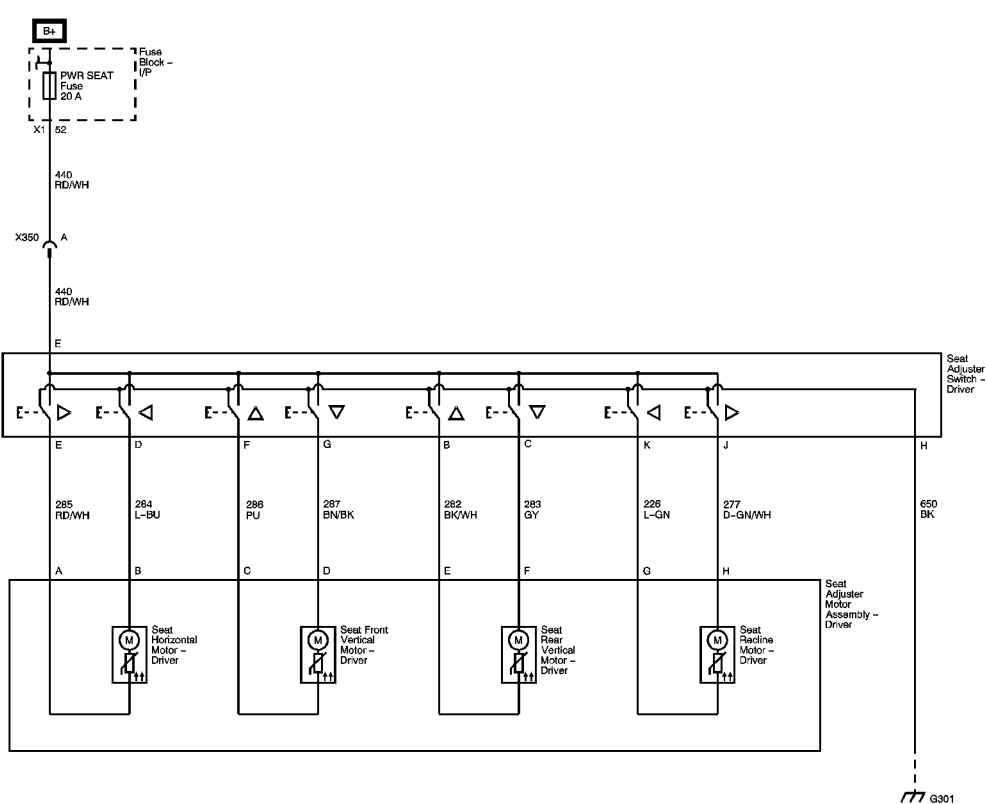 B+
Fuse
Block –
I/P
PWR SEAT
Fuse
20 A
X1 52
440
RD/WH
X350 A
440
RD/WH
E
Seat
Adjuster
Switch –
Driver
E D F G B C K J H
285
RD/WH
284
L–BU
286
PU
287
BN/BK
282
BK/WH
283
GY
226
L–GN
277
D–GN/WH
650
BK
A B C D E F G H
Seat
Adjuster
Motor
Assembly –
Driver
M
Seat
Horizontal
Motor –
Driver
M
Seat Front
Vertical
Motor –
Driver
M
Seat
Rear
Vertical
Motor –
Driver
M
Seat
Recline
Motor –
Driver
G301